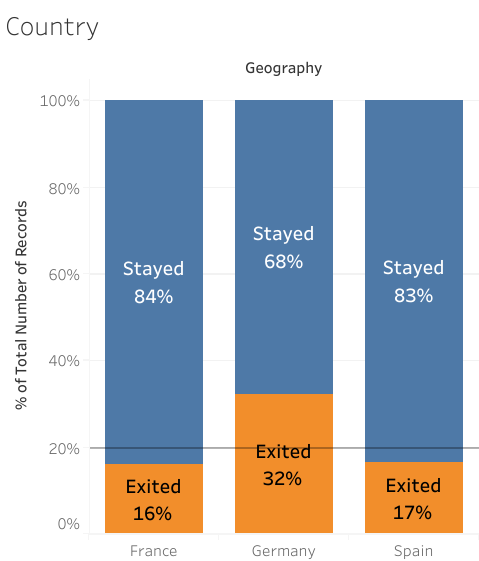 Country
Geography
% of Total Number of Records
100%
80%
60%
40%
20%
0%
Stayed
84%
Exited
16%
Stayed
68%
Exited
32%
Stayed
83%
Exited
17%
France
Germany
Spain